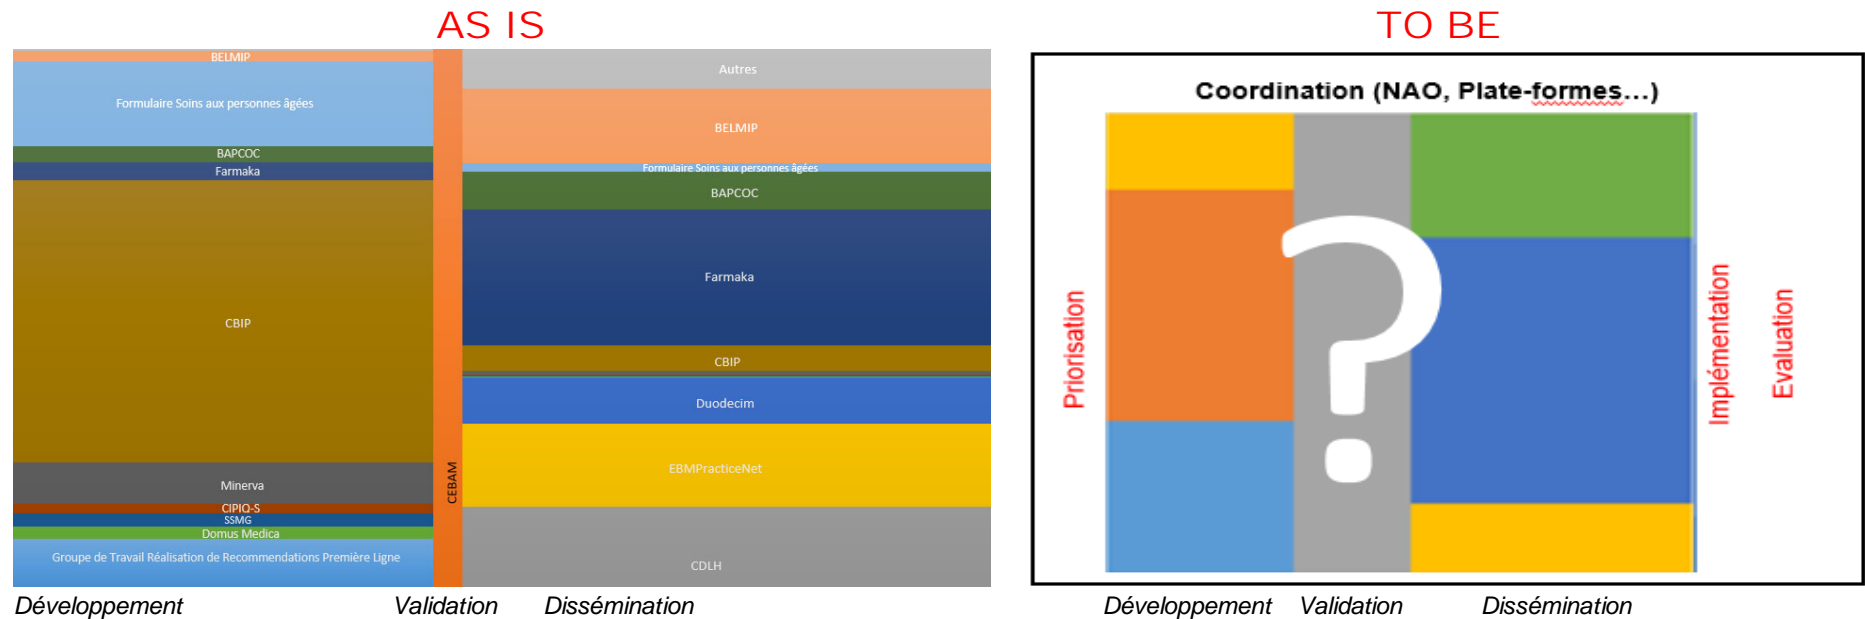 AS IS
BELMIP
Formulaire Soins aux personnes âgées
BAPCOC
Farmaka
CBIP
Minerva
CIPIQ-S
SSMG
Domus Medica
Groupe de Travail Réalisation de Recommendations Première Ligne
CEBAM
Autres
BELMIP
Formulaire Soins aux personnes âgées
BAPCOC
Farmaka
CBIP
Duodecim
EBMPracticeNet
CDLH
Développement
Validation
Dissémination
TO BE
Coordination (NAO, Plate-formes...)
Priorisation
?
Implémentation
Evaluation
Développement
Validation
Dissémination